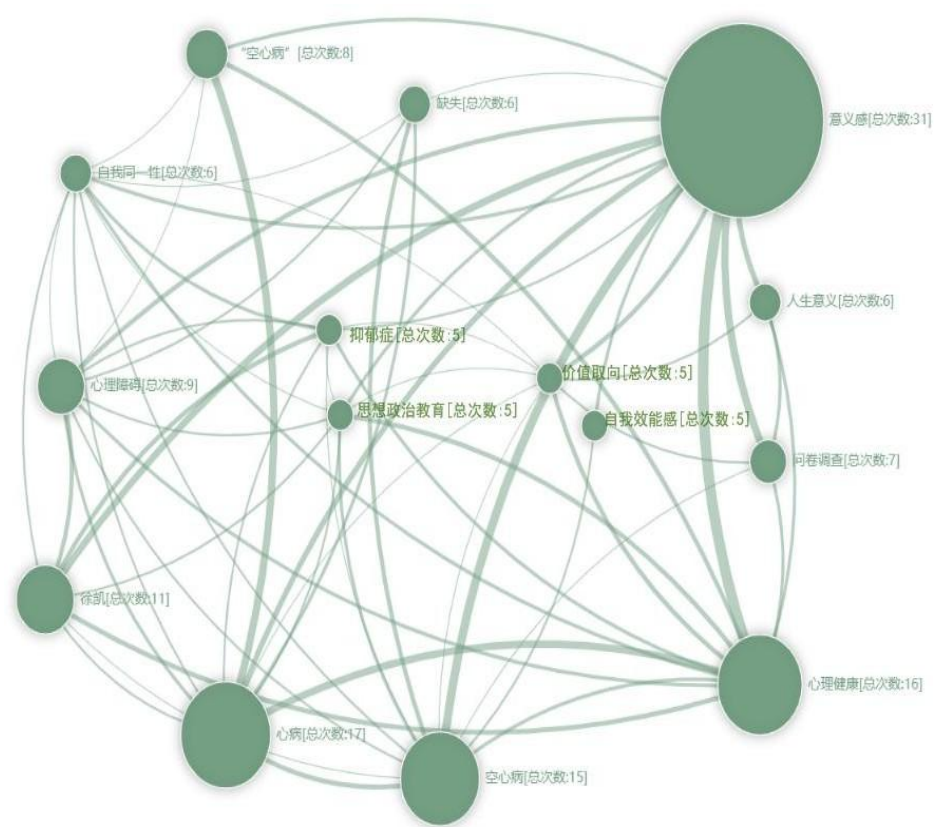 “空心病” [总次数:8]
缺失[总次数:6]
意义感[总次数:31]
自我同一性[总次数:6]
人生意义[总次数:6]
抑郁症[总次数:5]
价值取向[总次数:5]
心理障碍[总次数:9]
思想政治教育[总次数:5]
自我效能感[总次数:5]
问卷调查[总次数:7]
徐凯[总次数:11]
心理健康[总次数:16]
心病[总次数:17]
空心病[总次数:15]